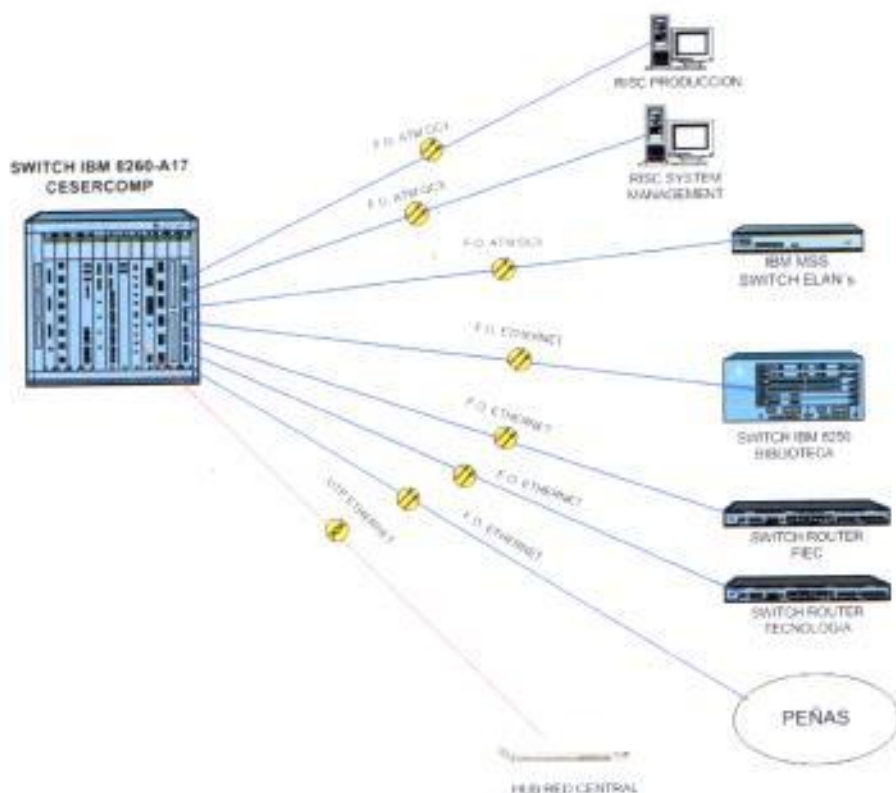 RISC PRODUCCION
F.O. ATM OC3
SWITCH IBM 8260-A17
CESERCOMP
RISC SYSTEM
MANAGEMENT
F.O. ATM OC3
F.O. ATM OC3
IBM MSS
SWITCH ELAN´s
F.O. ETHERNET
F.O. ETHERNET
SWITCH IBM 8250
BIBLIOTECA
UTP ETHERNET
F.O. ETHERNET
F.O. ETHERNET
SWITCH ROUTER
FIEC
SWITCH ROUTER
TECNOLOGIA
PEÑAS
HUB RED CENTRAL